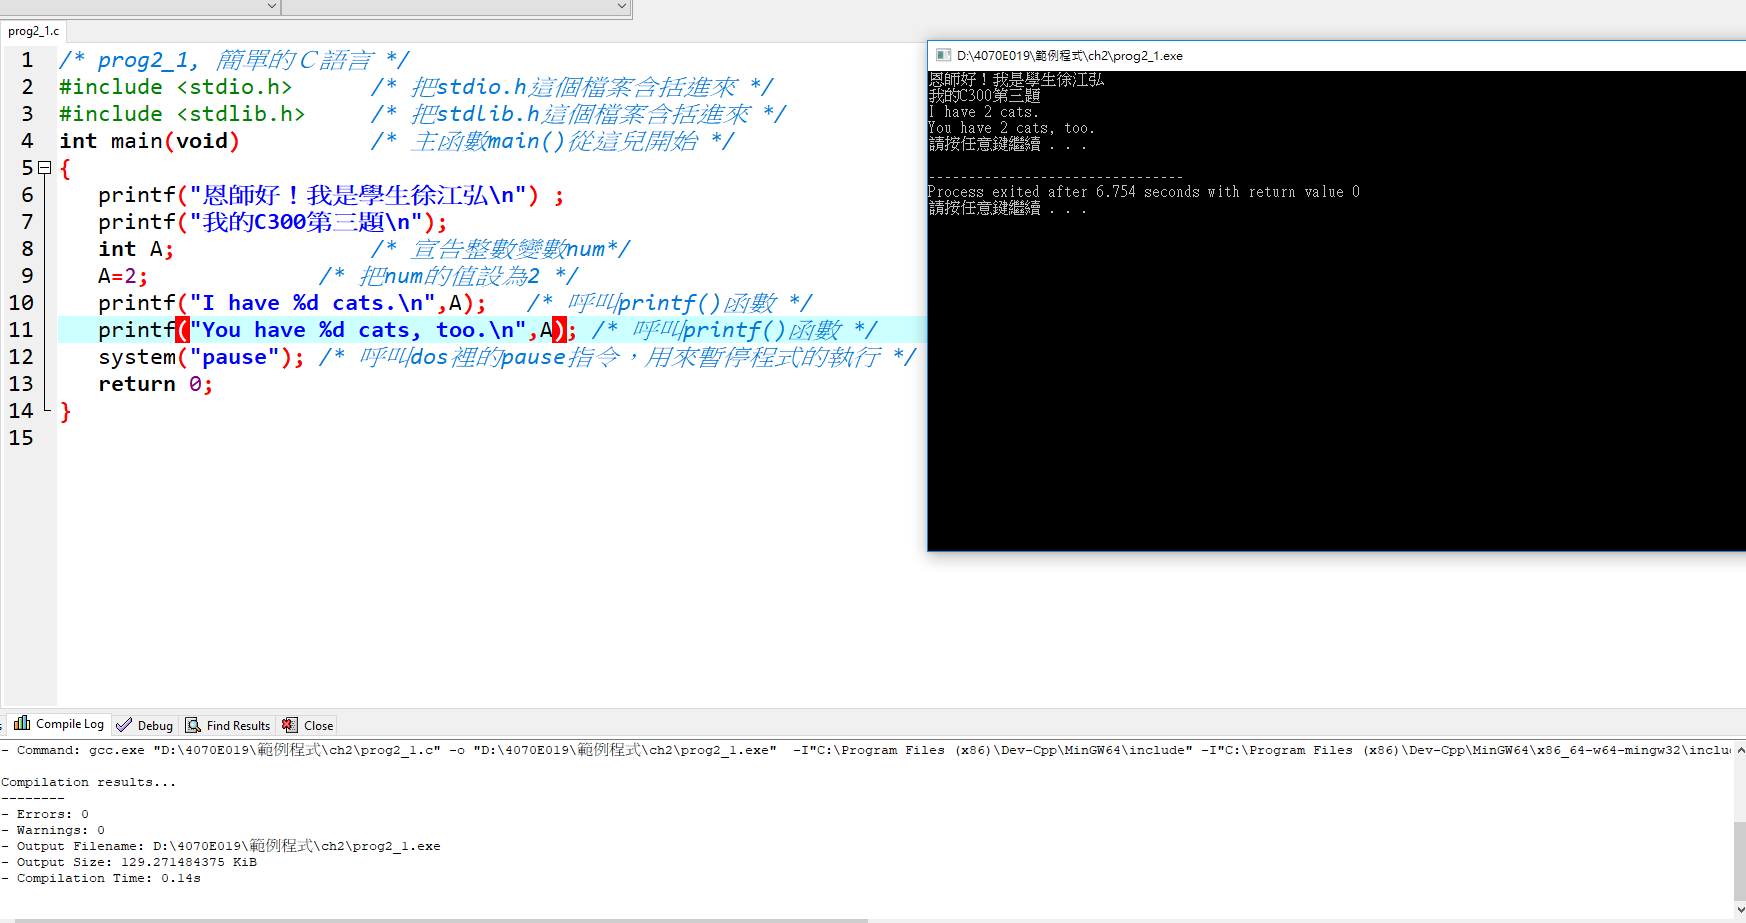 prog2_1.c
1 /* prog2_1, 簡單的Ｃ語言 */
2 #include <stdio.h> /* 把stdio.h這個檔案含括進來 */
3 #include <stdlib.h> /* 把stdlib.h這個檔案含括進來 */
4 int main(void) /* 主函數main()從這兒開始 */
5 {
6 printf("恩師好！我是學生徐江弘\n") ;
7 printf("我的C300第三題\n");
8 int A; /* 宣告整數變數num*/
9 A=2; /* 把num的值設為2 */
10 printf("I have %d cats.\n",A); /* 呼叫printf()函數 */
11 printf("You have %d cats, too.\n",A); /* 呼叫printf()函數 */
12 system("pause"); /* 呼叫dos裡的pause指令，用來暫停程式的執行 */
13 return 0;
14 }
15
D:\4070E019\範例程式\ch2\prog2_1.exe
恩師好！我是學生徐江弘
我的C300第三題
I have 2 cats.
You have 2 cats, too.
請按任意鍵繼續 . . .
--------------------------------
Process exited after 6.754 seconds with return value 0
請按任意鍵繼續 . . .
Compile Log Debug Find Results Close
- Command: gcc.exe "D:\4070E019\範例程式\ch2\prog2_1.c" -o "D:\4070E019\範例程式\ch2\prog2_1.exe" -I"C:\Program Files (x86)\Dev-Cpp\MinGW64\include" -I"C:\Program Files (x86)\Dev-Cpp\MinGW64\x86_64-w64-mingw32\inclu
Compilation results...
--------
- Errors: 0
- Warnings: 0
- Output Filename: D:\4070E019\範例程式\ch2\prog2_1.exe
- Output Size: 129.271484375 KiB
- Compilation Time: 0.14s